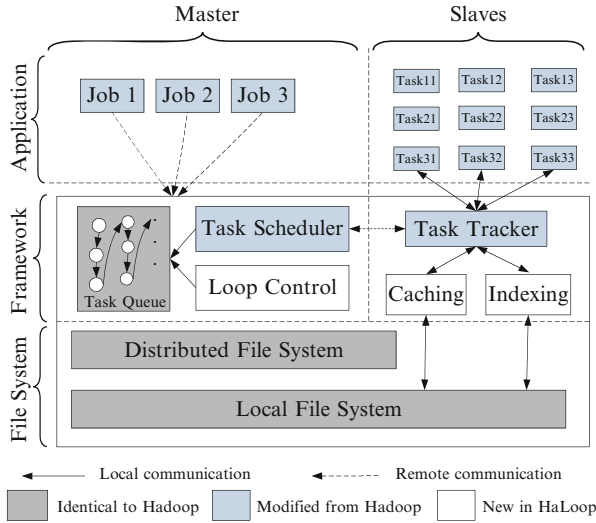 Master
Slaves
Application
Job 1
Job 2
Job 3
Task11
Task12
Task13
Task21
Task22
Task23
Task31
Task32
Task33
Framework
Task Queue
Task Scheduler
Loop Control
Task Tracker
Caching
Indexing
File System
Distributed File System
Local File System
Local communication
Remote communication
Identical to Hadoop
Modified from Hadoop
New in HaLoop